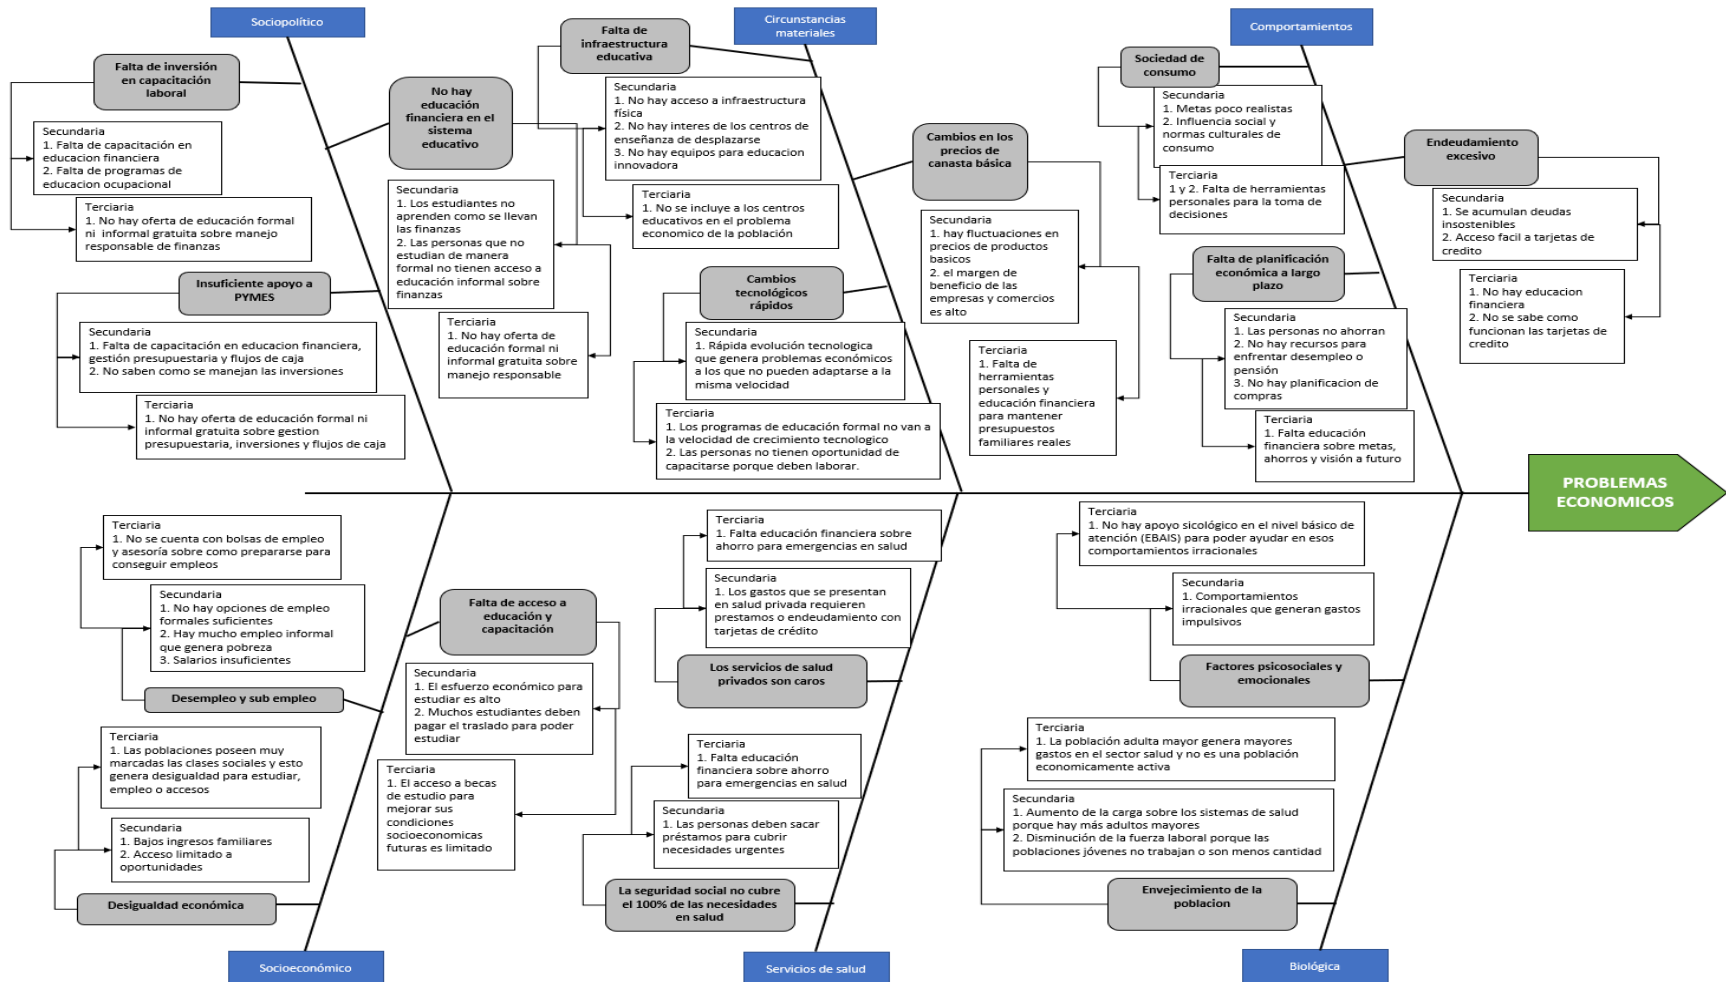 Sociopolítico
Falta de inversión
en capacitación
laboral
Secundaria
1. Falta de capacitación en
educacion financiera
2. Falta de programas de
educacion ocupacional
Terciaria
1. No hay oferta de educación formal
ni informal gratuita sobre manejo
responsable de finanzas
Insuficiente apoyo a
PYMES
Secundaria
1. Falta de capacitación en educacion financiera,
gestión presupuestaria y flujos de caja
2. No saben como se manejan las inversiones
Terciaria
1. No hay oferta de educación formal ni
informal gratuita sobre gestion
presupuestaria, inversiones y flujos de caja
No hay
educación
financiera en el
sistema
educativo
Secundaria
1. Los estudiantes no
aprenden como se llevan
las finanzas
2. Las personas que no
estudian de manera
formal no tienen acceso a
educación informal sobre
finanzas
Terciaria
1. No hay oferta de
educación formal ni
informal gratuita sobre
manejo responsable
Circunstancias
materiales
Falta de
infraestructura
educativa
Secundaria
1. No hay acceso a infraestructura
física
2. No hay interes de los centros de
enseñanza de desplazarse
3. No hay equipos para educacion
innovadora
Terciaria
1. No se incluye a los centros
educativos en el problema
economico de la población
Cambios
tecnológicos
rápidos
Secundaria
1. Rápida evolución tecnologica
que genera problemas económicos
a los que no pueden adaptarse a la
misma velocidad
Terciaria
1. Los programas de educación formal no van a
la velocidad de crecimiento tecnologico
2. Las personas no tienen oportunidad de
capacitarse porque deben laborar.
Cambios en los
precios de
canasta básica
Secundaria
1. hay fluctuaciones en
precios de productos
basicos
2. el margen de
beneficio de las
empresas y comercios
es alto
Terciaria
1. Falta de
herramientas
personales y
educación financiera
para mantener
presupuestos
familiares reales
Comportamientos
Sociedad de
consumo
Secundaria
1. Metas poco realistas
2. Influencia social y
normas culturales de
consumo
Terciaria
1 y 2. Falta de herramientas
personales para la toma de
decisiones
Falta de planificación
económica a largo
plazo
Secundaria
1. Las personas no ahorran
2. No hay recursos para
enfrentar desempleo o
pensión
3. No hay planificacion de
compras
Terciaria
1. Falta educación
financiera sobre metas,
ahorros y visión a futuro
Endeudamiento
excesivo
Secundaria
1. Se acumulan deudas
insostenibles
2. Acceso facil a tarjetas de
credito
Terciaria
1. No hay educacion
financiera
2. No se sabe como
funcionan las tarjetas de
credito
PROBLEMAS
ECONOMICOS
Terciaria
1. No se cuenta con bolsas de empleo
y asesoría sobre como prepararse para
conseguir empleos
Secundaria
1. No hay opciones de empleo
formales suficientes
2. Hay mucho empleo informal
que genera pobreza
3. Salarios insuficientes
Desempleo y sub empleo
Terciaria
1. Las poblaciones poseen muy
marcadas las clases sociales y esto
genera desigualdad para estudiar,
empleo o accesos
Secundaria
1. Bajos ingresos familiares
2. Acceso limitado a
oportunidades
Desigualdad económica
Socioeconómico
Falta de acceso a
educación y
capacitación
Secundaria
1. El esfuerzo económico para
estudiar es alto
2. Muchos estudiantes deben
pagar el traslado para poder
estudiar
Terciaria
1. El acceso a becas
de estudio para
mejorar sus
condiciones
socioeconomicas
futuras es limitado
Terciaria
1. Falta educación financiera sobre
ahorro para emergencias en salud
Secundaria
1. Los gastos que se presentan
en salud privada requieren
prestamos o endeudamiento con
tarjetas de crédito
Los servicios de salud
privados son caros
Terciaria
1. Falta educación
financiera sobre ahorro
para emergencias en salud
Secundaria
1. Las personas deben sacar
préstamos para cubrir
necesidades urgentes
La seguridad social no cubre
el 100% de las necesidades
en salud
Servicios de salud
Terciaria
1. No hay apoyo sicológico en el nivel básico de
atención (EBAIS) para poder ayudar en esos
comportamientos irracionales
Secundaria
1. Comportamientos
irracionales que generan gastos
impulsivos
Factores psicosociales y
emocionales
Terciaria
1. La población adulta mayor genera mayores
gastos en el sector salud y no es una población
economicamente activa
Secundaria
1. Aumento de la carga sobre los sistemas de salud
porque hay más adultos mayores
2. Disminución de la fuerza laboral porque las
poblaciones jóvenes no trabajan o son menos cantidad
Envejecimiento de la
poblacion
Biológica